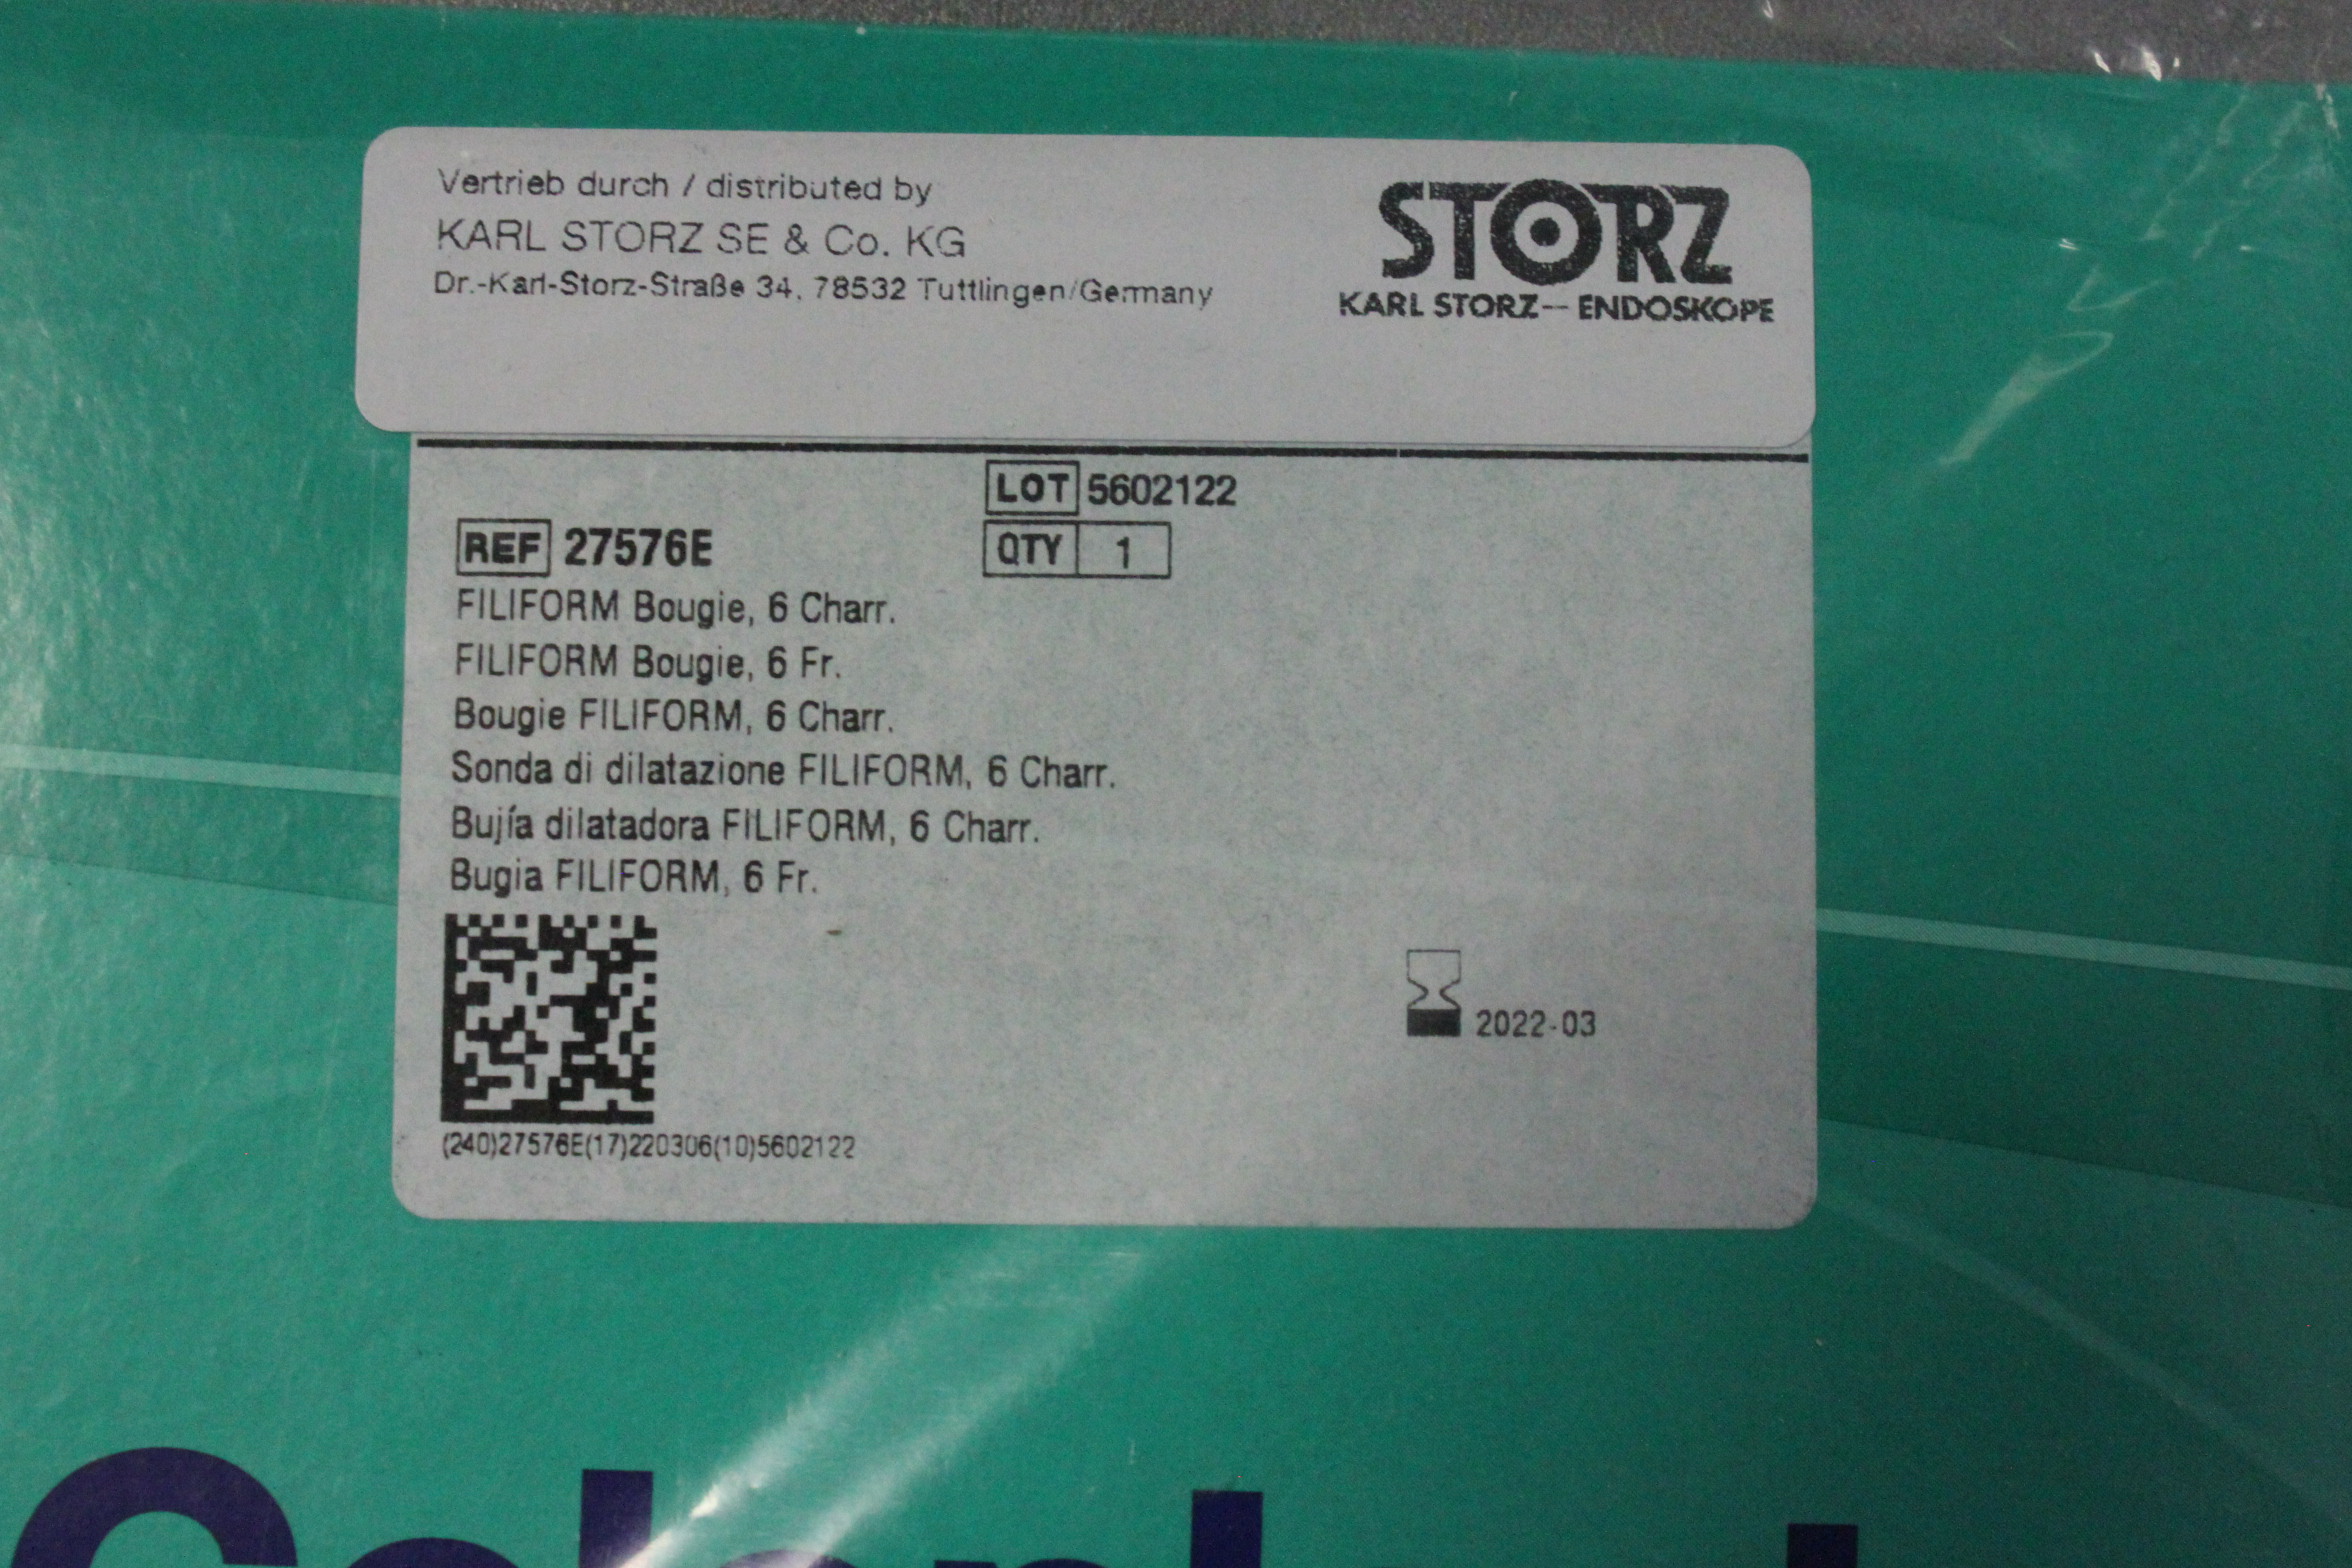 Vertrieb durch / distributed by
KARL STORZ SE & Co. KG
Dr.-Karl-Storz-Straße 34, 78532 Tuttlingen/Germany
STORZ
KARL STORZ—ENDOSKOPE
LOT 5602122
REF 27576E
QTY 1
FILIFORM Bougie, 6 Charr.
FILIFORM Bougie, 6 Fr.
Bougie FILIFORM, 6 Charr.
Sonda di dilatazione FILIFORM, 6 Charr.
Bujía dilatadora FILIFORM, 6 Charr.
Bugia FILIFORM, 6 Fr.
2022-03
(240)27576E(17)220306(10)5602122